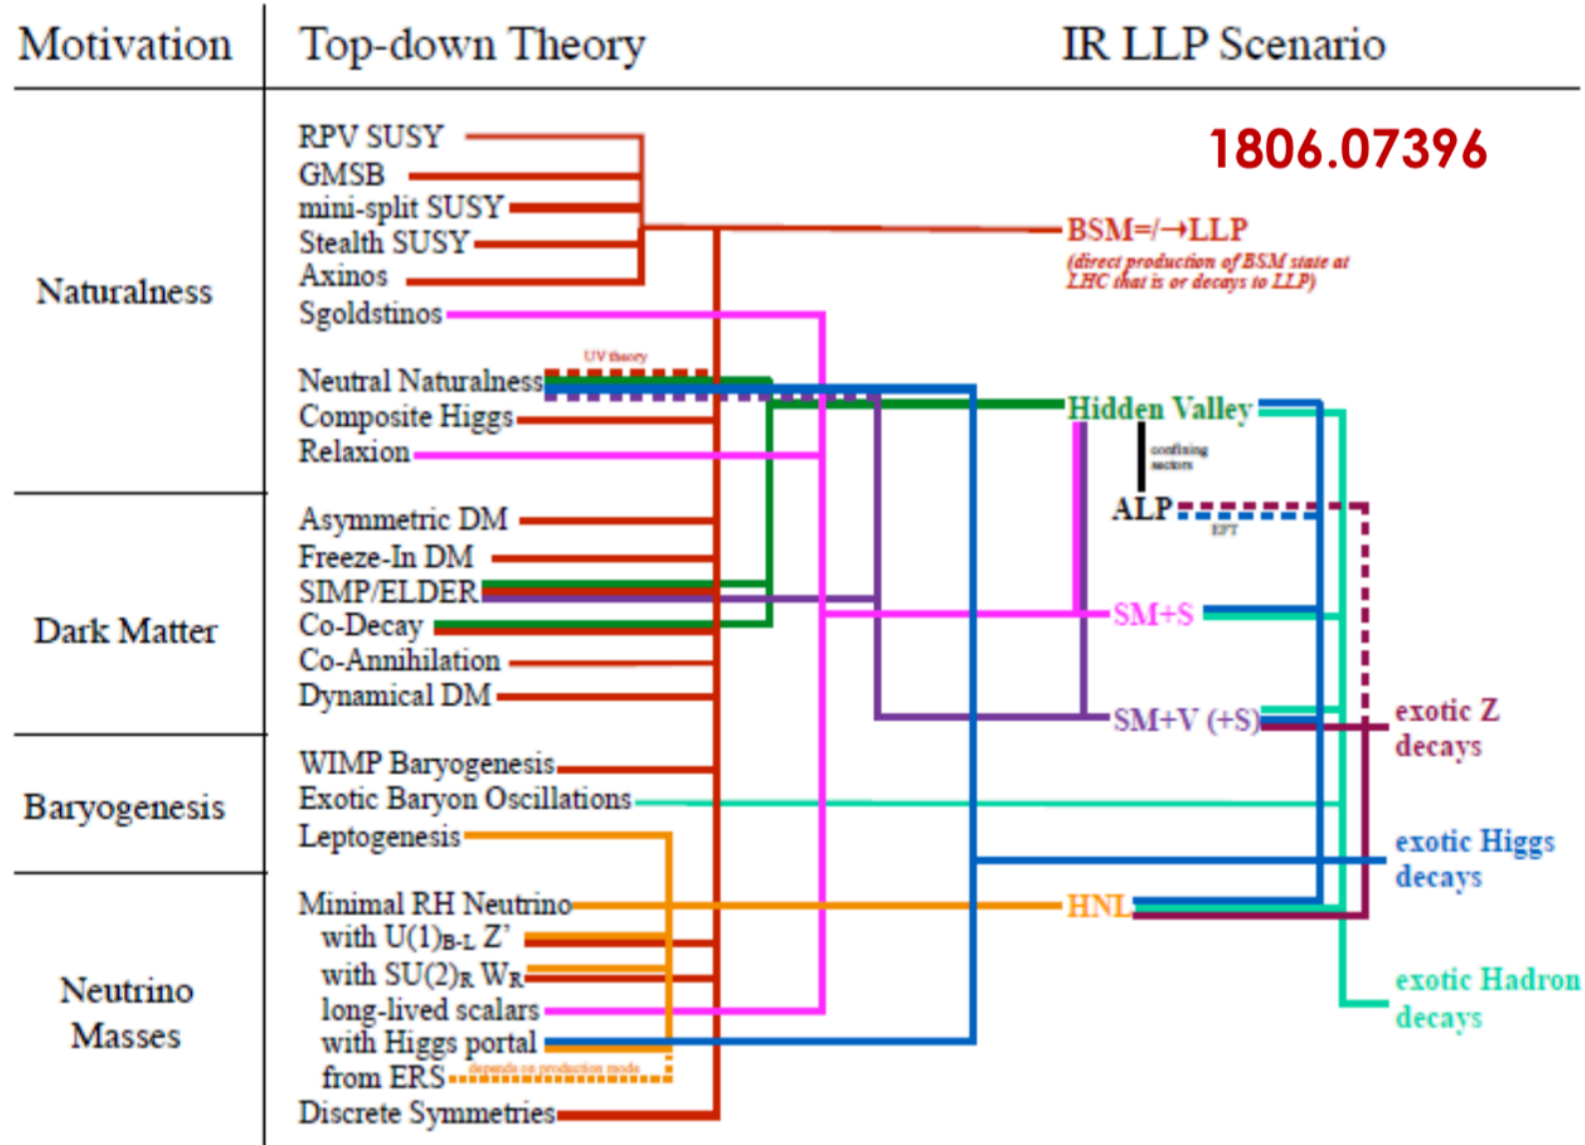 Motivation
Top-down Theory
IR LLP Scenario
1806.07396
Naturalness
RPV SUSY
GMSB
mini-split SUSY
Stealth SUSY
Axinos
Sgoldstinos
UV theory
Neutral Naturalness
Composite Higgs
Relaxion
Dark Matter
Asymmetric DM
Freeze-In DM
SIMP/ELDER
Co-Decay
Co-Annihilation
Dynamical DM
Baryogenesis
WIMP Baryogenesis
Exotic Baryon Oscillations
Leptogenesis
Neutrino
Masses
Minimal RH Neutrino
with U(1)B-L Z’
with SU(2)R WR
long-lived scalars
with Higgs portal
from ERS
depends on production mode
Discrete Symmetries
BSM=/→LLP
(direct production of BSM state at
LHC that is or decays to LLP)
Hidden Valley
confining
sectors
ALP
EFT
SM+S
SM+V (+S)
HNL
exotic Z
decays
exotic Higgs
decays
exotic Hadron
decays